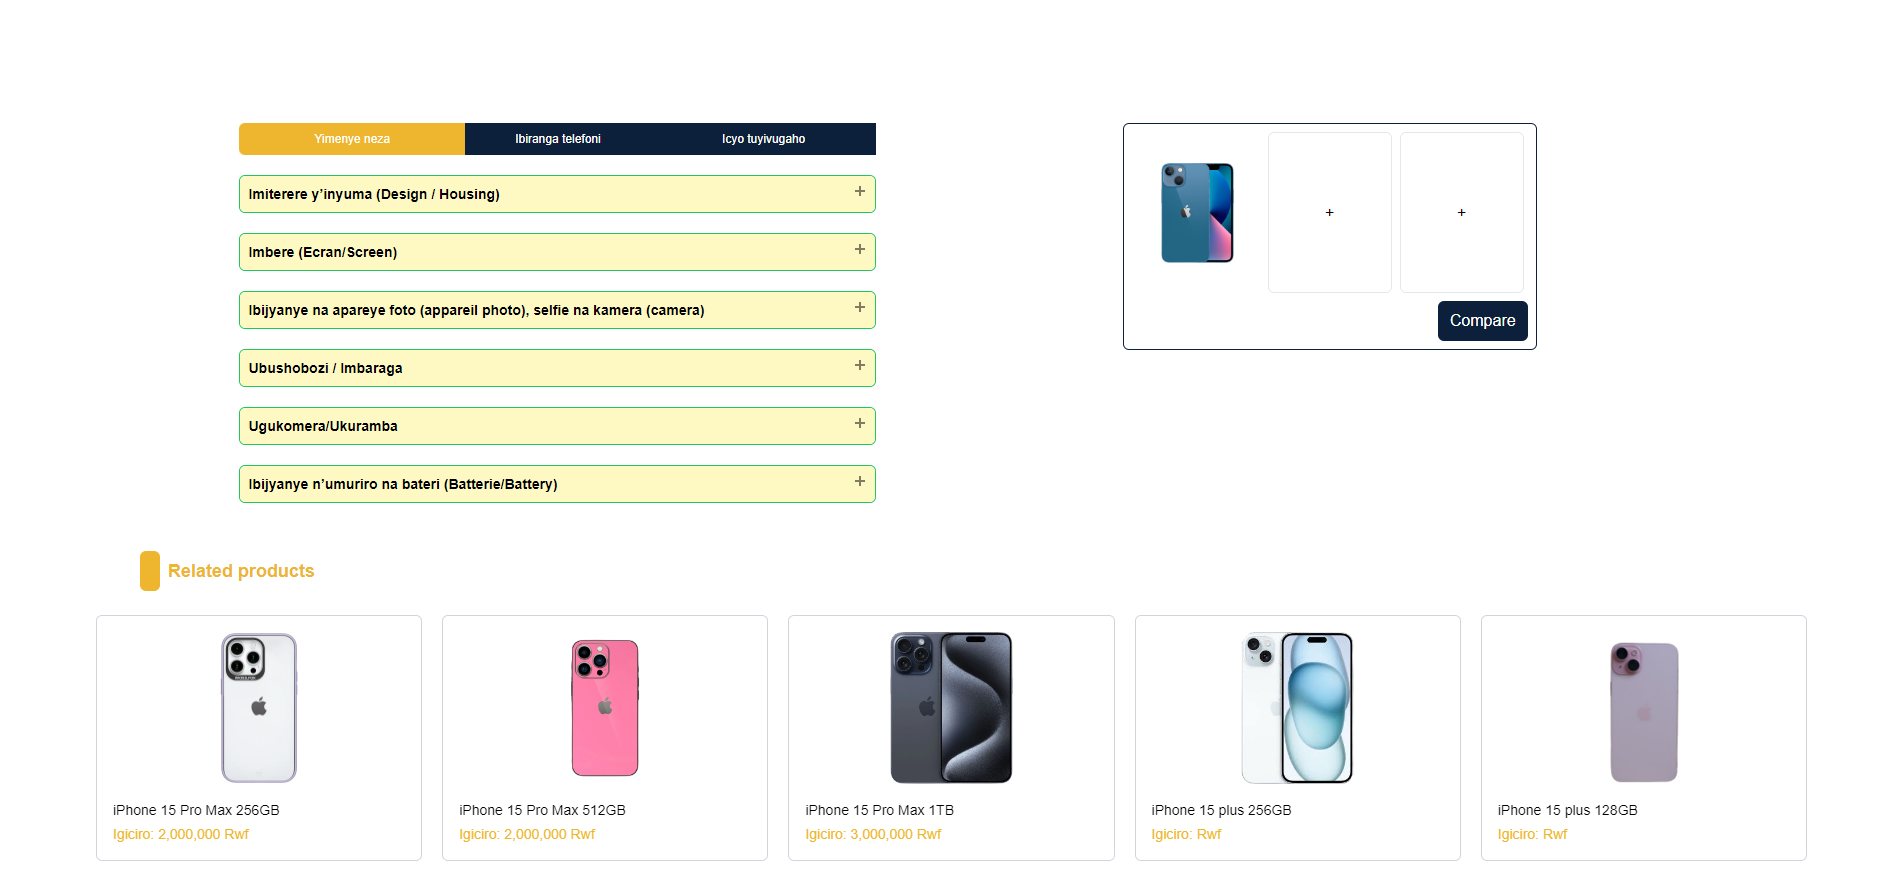 Yimenye neza
Ibiranga telefoni
Icyo tuyivugaho
Imiterere y’inyuma (Design / Housing)
Imbere (Ecran/Screen)
Ibijyanye na apareye foto (appareil photo), selfie na kamera (camera)
Ubushobozi / Imbaraga
Ugukomera/Ukuramba
Ibijyanye n’umuriro na bateri (Batterie/Battery)
+
+
Compare
Related products
iPhone 15 Pro Max 256GB
Igiciro: 2,000,000 Rwf
iPhone 15 Pro Max 512GB
Igiciro: 2,000,000 Rwf
iPhone 15 Pro Max 1TB
Igiciro: 3,000,000 Rwf
iPhone 15 plus 256GB
Igiciro: Rwf
iPhone 15 plus 128GB
Igiciro: Rwf